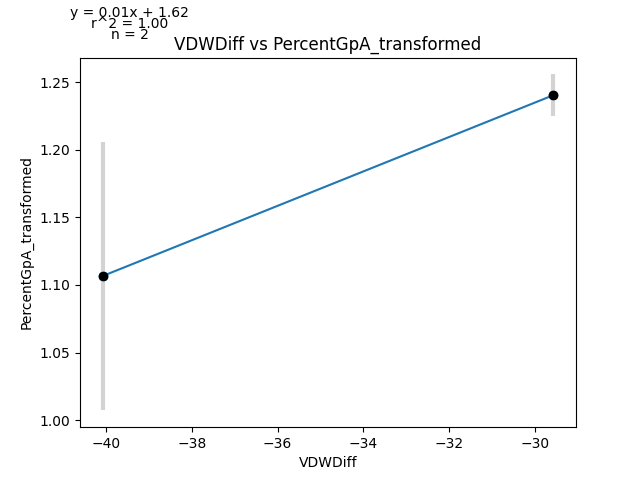 y = 0.01x + 1.62
r^2 = 1.00
n = 2
VDWDiff vs PercentGpA_transformed
PercentGpA_transformed
1.25
1.20
1.15
1.10
1.05
1.00
−40
−38
−36
−34
−32
−30
VDWDiff